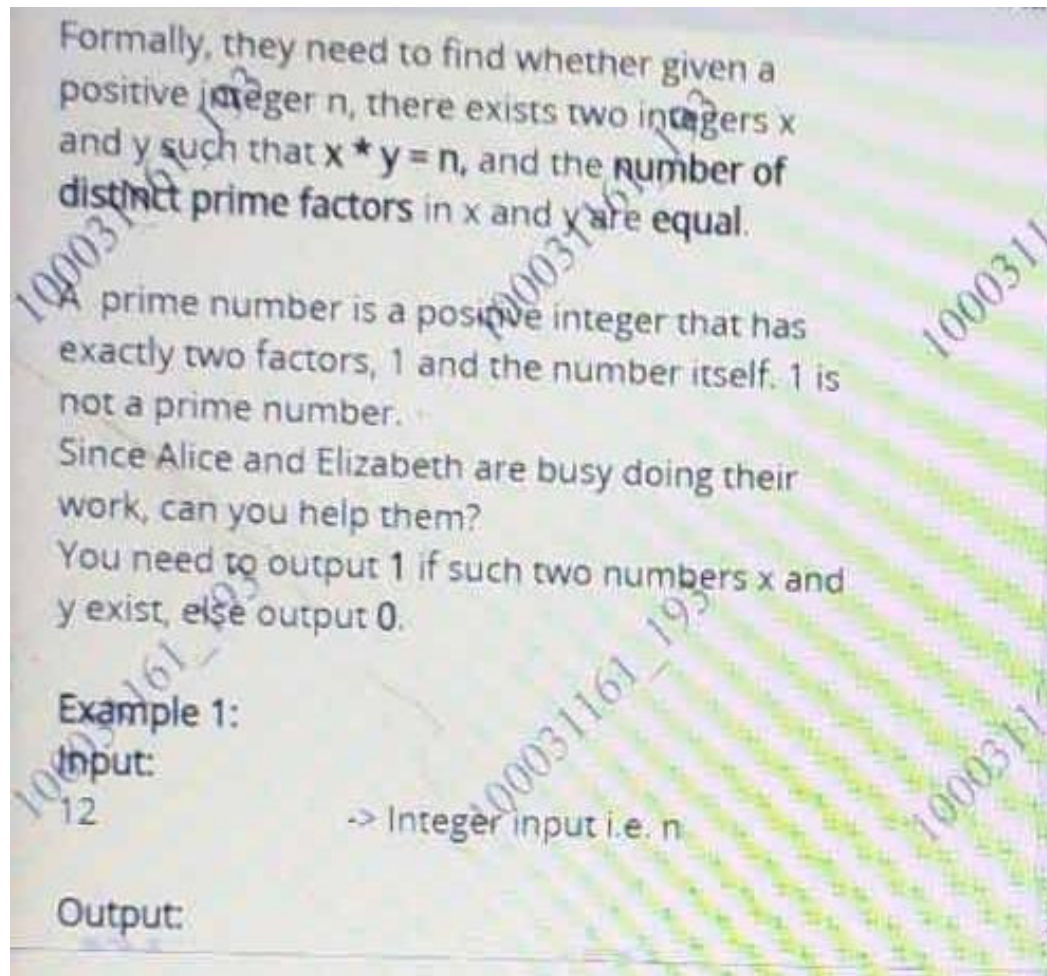 Formally, they need to find whether given a
positive integer n, there exists two integers x
and y such that x * y = n, and the number of
distinct prime factors in x and y are equal.
A prime number is a positive integer that has
exactly two factors, 1 and the number itself. 1 is
not a prime number.
Since Alice and Elizabeth are busy doing their
work, can you help them?
You need to output 1 if such two numbers x and
y exist, else output 0.
Example 1:
Input:
12 -> Integer input i.e. n
Output:
100031161_193
1000311